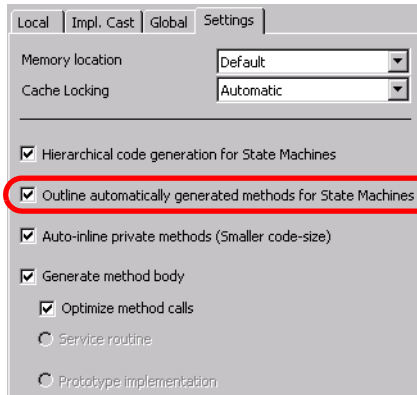 Local Impl. Cast Global Settings
Memory location Default
Cache Locking Automatic
Hierarchical code generation for State Machines
Outline automatically generated methods for State Machines
Auto-inline private methods (Smaller code-size)
Generate method body
Optimize method calls
Service routine
Prototype implementation